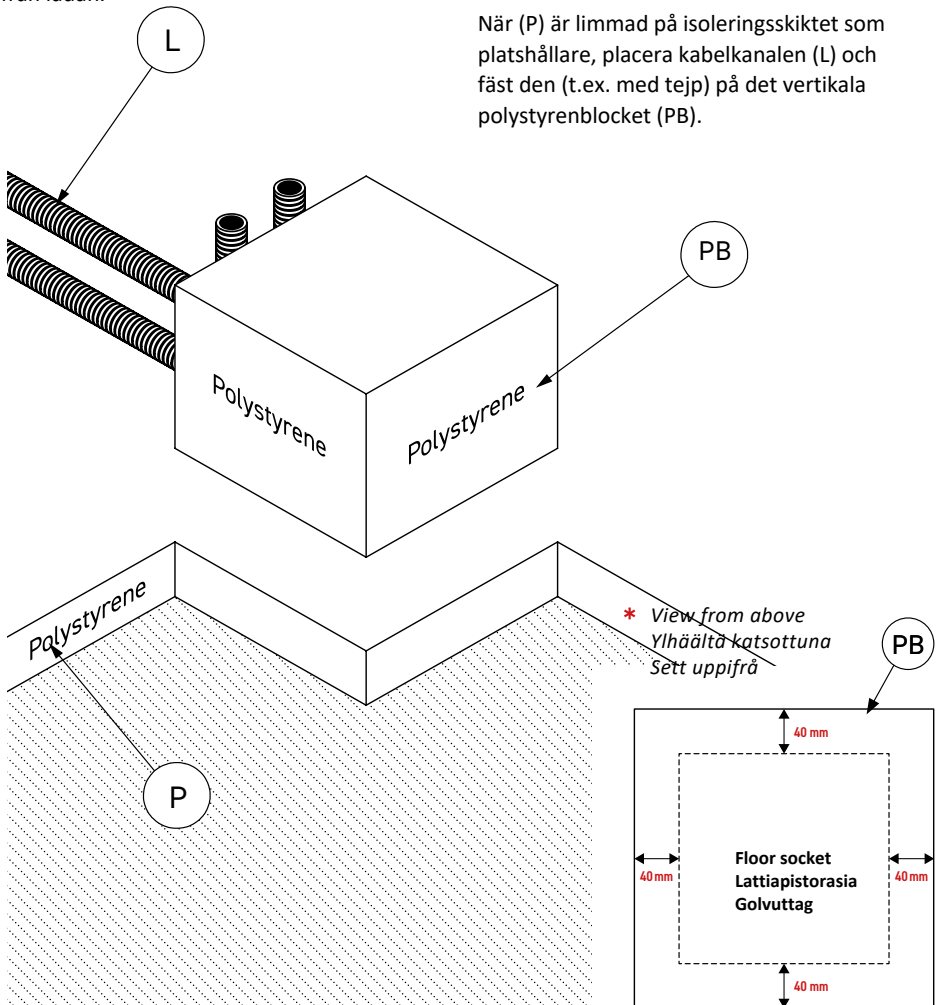 L
När (P) är limmad på isoleringsskiktet som
platshållare, placera kabelkanalen (L) och
fäst den (t.ex. med tejp) på det vertikala
polystyrenblocket (PB).
PB
Polystyrene
Polystyrene
Polystyrene
P
* View from above
Ylhäältä katsottuna
Sett uppifrå
PB
40 mm
40 mm
Floor socket
Lattiapistorasia
Golvuttag
40 mm
40 mm